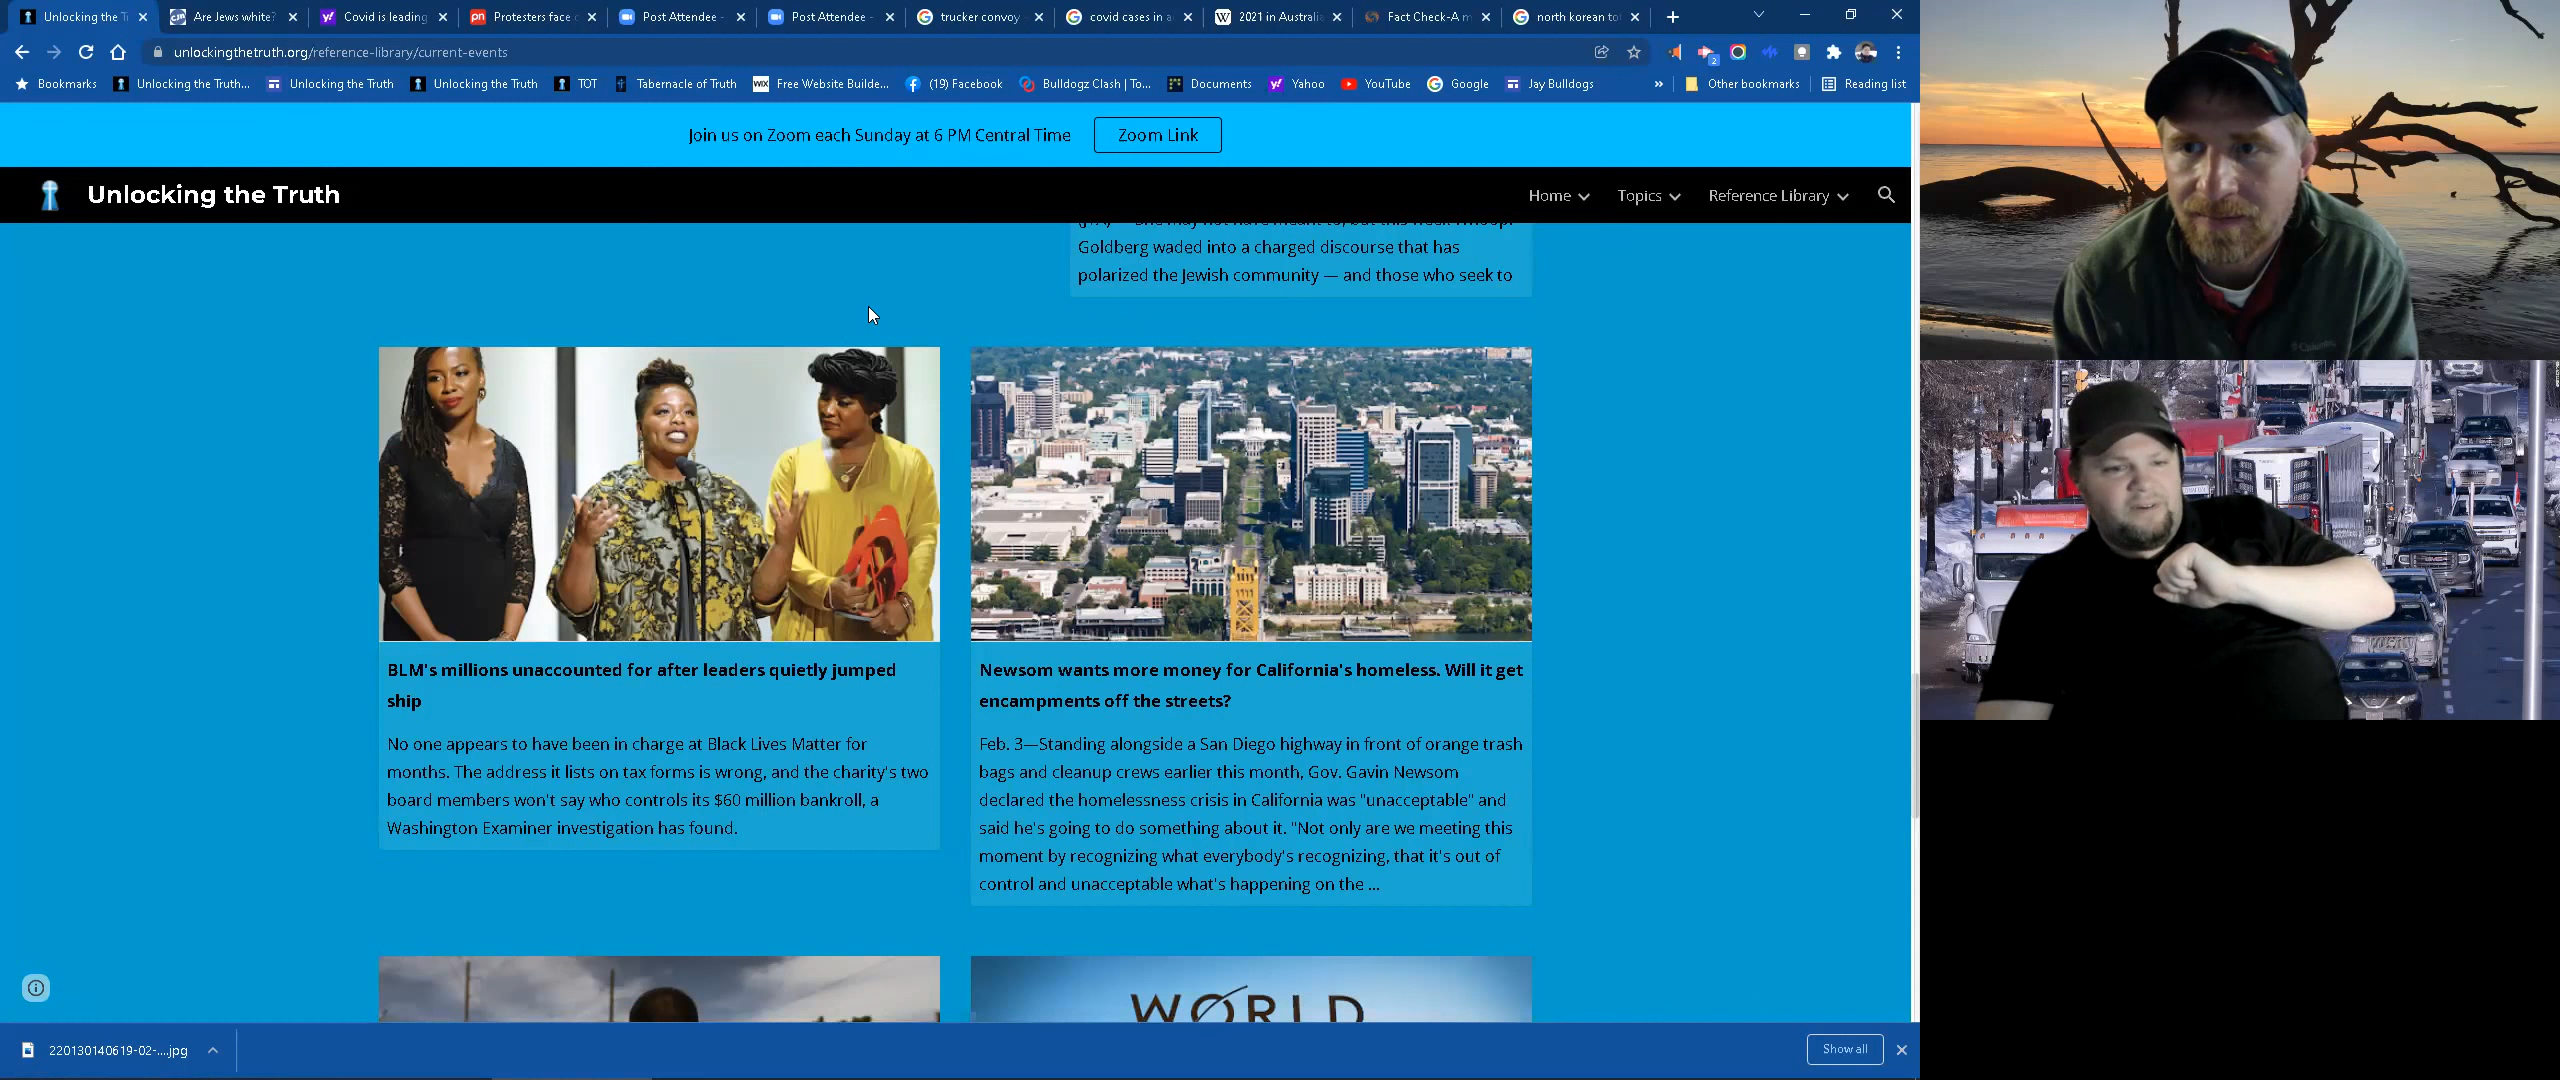 Unlocking the T
Are Jews white?
Covid is leading
Protesters face
Post Attendee -
Post Attendee -
trucker convoy
covid cases in a
2021 in Australia
Fact Check-A m
north korean to
unlockingthetruth.org/reference-library/current-events
Bookmarks
Unlocking the Truth...
Unlocking the Truth
Unlocking the Truth
TOT
Tabernacle of Truth
Free Website Builde...
(19) Facebook
Bulldogz Clash | To...
Documents
Yahoo
YouTube
Google
Jay Bulldogs
Other bookmarks
Reading list
Join us on Zoom each Sunday at 6 PM Central Time
Zoom Link
Unlocking the Truth
Home
Topics
Reference Library
Goldberg waded into a charged discourse that has
polarized the Jewish community — and those who seek to
BLM's millions unaccounted for after leaders quietly jumped
ship
No one appears to have been in charge at Black Lives Matter for
months. The address it lists on tax forms is wrong, and the charity's two
board members won't say who controls its $60 million bankroll, a
Washington Examiner investigation has found.
Newsom wants more money for California's homeless. Will it get
encampments off the streets?
Feb. 3—Standing alongside a San Diego highway in front of orange trash
bags and cleanup crews earlier this month, Gov. Gavin Newsom
declared the homelessness crisis in California was "unacceptable" and
said he's going to do something about it. "Not only are we meeting this
moment by recognizing what everybody's recognizing, that it's out of
control and unacceptable what's happening on the ...
WORLD
220130140619-02-....jpg
Show all